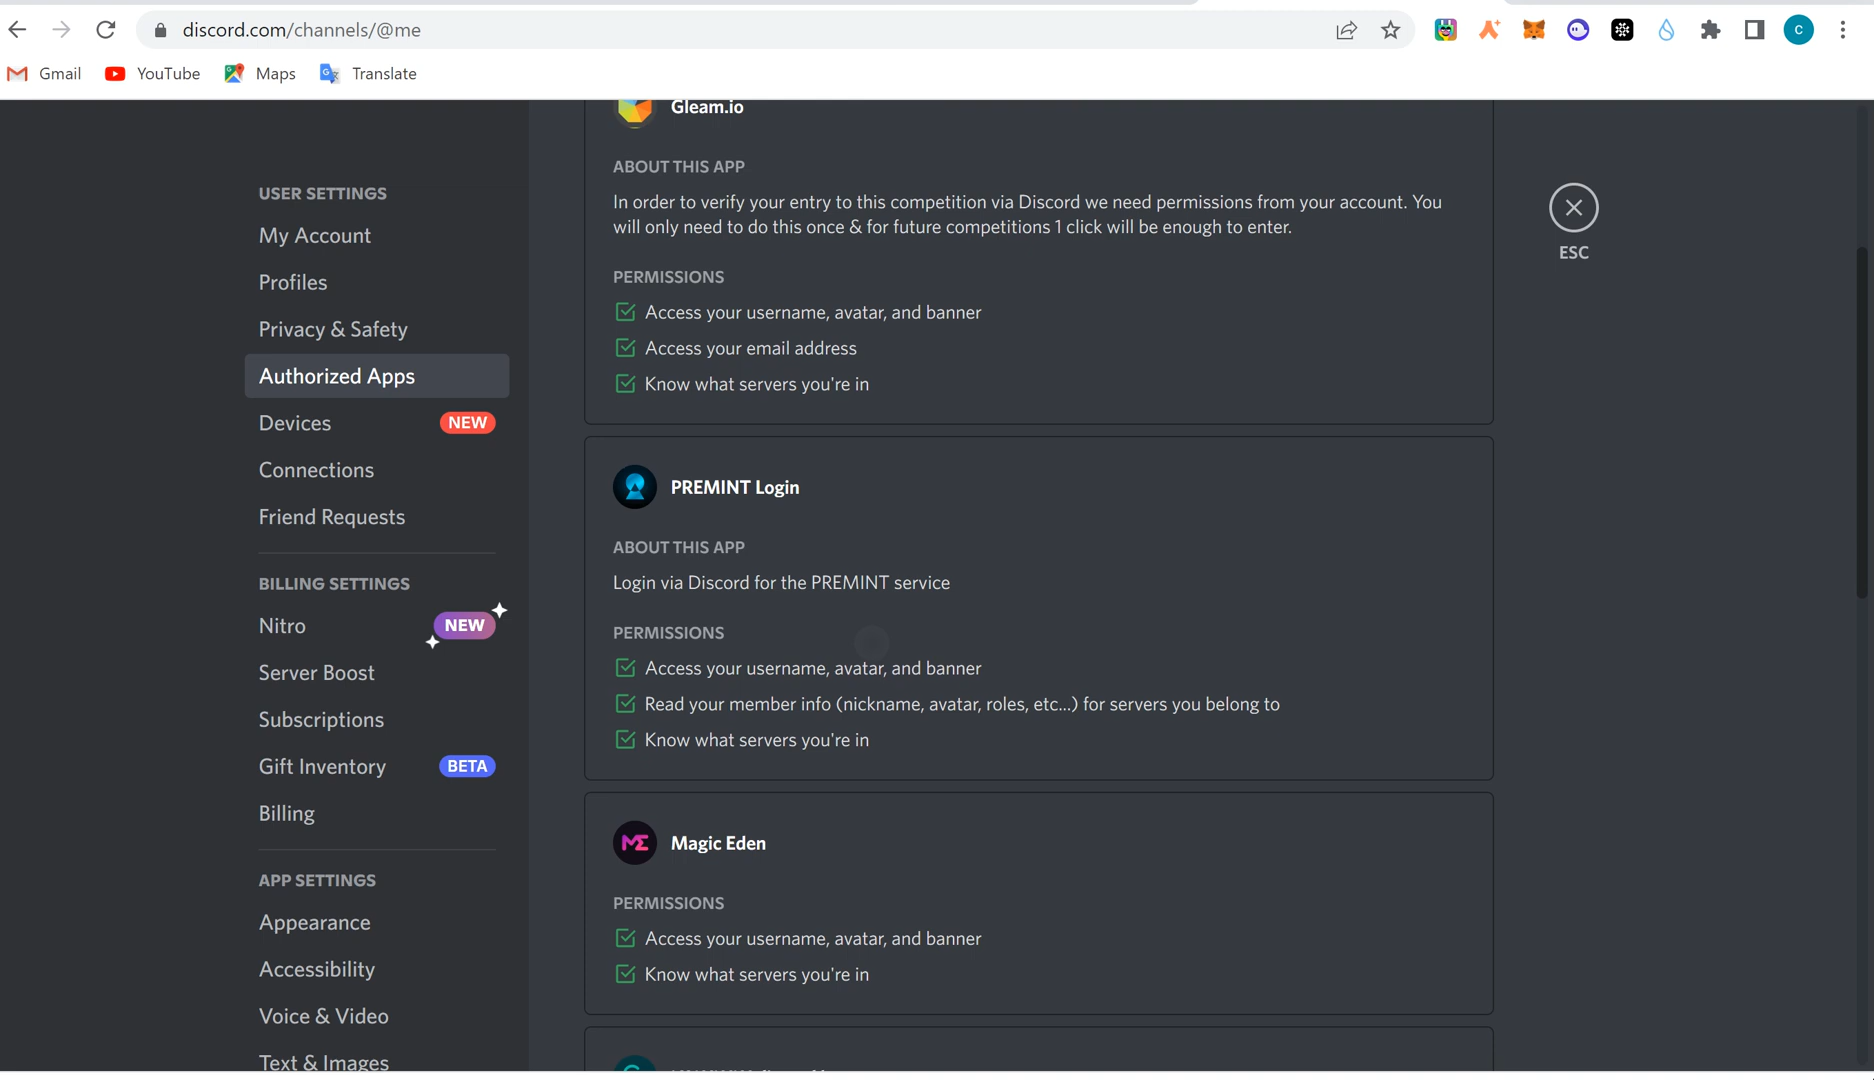 discord.com/channels/@me
C
Gmail
YouTube
Maps
Translate
Gleam.io
ABOUT THIS APP
In order to verify your entry to this competition via Discord we need permissions from your account. You
will only need to do this once & for future competitions 1 click will be enough to enter.
PERMISSIONS
Access your username, avatar, and banner
Access your email address
Know what servers you're in
ESC
USER SETTINGS
My Account
Profiles
Privacy & Safety
Authorized Apps
Devices NEW
Connections
Friend Requests
BILLING SETTINGS
Nitro NEW
Server Boost
Subscriptions
Gift Inventory BETA
Billing
APP SETTINGS
Appearance
Accessibility
Voice & Video
Text & Images
PREMINT Login
ABOUT THIS APP
Login via Discord for the PREMINT service
PERMISSIONS
Access your username, avatar, and banner
Read your member info (nickname, avatar, roles, etc...) for servers you belong to
Know what servers you're in
ME
Magic Eden
PERMISSIONS
Access your username, avatar, and banner
Know what servers you're in